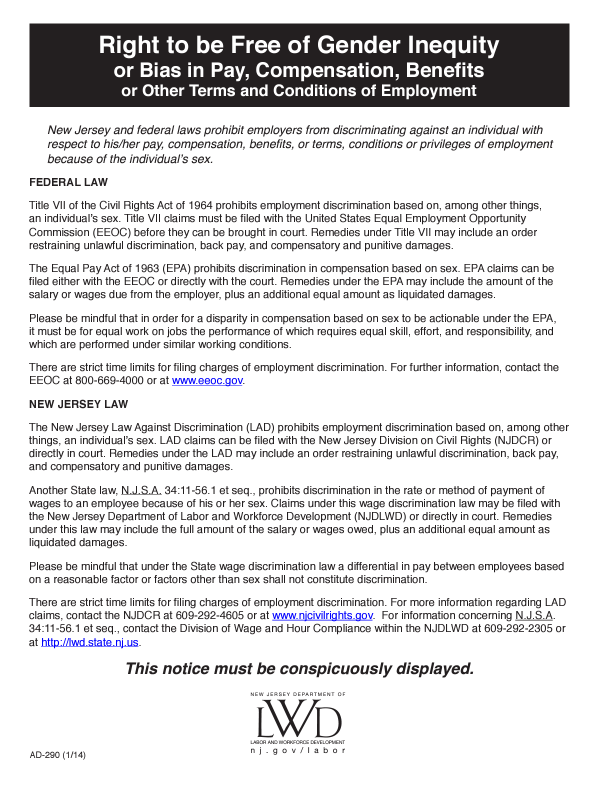 Right to be Free of Gender Inequity
or Bias in Pay, Compensation, Benefits
or Other Terms and Conditions of Employment
New Jersey and federal laws prohibit employers from discriminating against an individual with
respect to his/her pay, compensation, benefits, or terms, conditions or privileges of employment
because of the individual's sex.
FEDERAL LAW
Title VII of the Civil Rights Act of 1964 prohibits employment discrimination based on, among other things,
an individual's sex. Title VII claims must be filed with the United States Equal Employment Opportunity
Commission (EEOC) before they can be brought in court. Remedies under Title VII may include an order
restraining unlawful discrimination, back pay, and compensatory and punitive damages.
The Equal Pay Act of 1963 (EPA) prohibits discrimination in compensation based on sex. EPA claims can be
filed either with the EEOC or directly with the court. Remedies under the EPA may include the amount of the
salary or wages due from the employer, plus an additional equal amount as liquidated damages.
Please be mindful that in order for a disparity in compensation based on sex to be actionable under the EPA,
it must be for equal work on jobs the performance of which requires equal skill, effort, and responsibility, and
which are performed under similar working conditions.
There are strict time limits for filing charges of employment discrimination. For further information, contact the
EEOC at 800-669-4000 or at www.eeoc.gov.
NEW JERSEY LAW
The New Jersey Law Against Discrimination (LAD) prohibits employment discrimination based on, among other
things, an individual's sex. LAD claims can be filed with the New Jersey Division on Civil Rights (NJDCR) or
directly in court. Remedies under the LAD may include an order restraining unlawful discrimination, back pay,
and compensatory and punitive damages.
Another State law, N.J.S.A. 34:11-56.1 et seq., prohibits discrimination in the rate or method of payment of
wages to an employee because of his or her sex. Claims under this wage discrimination law may be filed with
the New Jersey Department of Labor and Workforce Development (NJDLWD) or directly in court. Remedies
under this law may include the full amount of the salary or wages owed, plus an additional equal amount as
liquidated damages.
Please be mindful that under the State wage discrimination law a differential in pay between employees based
on a reasonable factor or factors other than sex shall not constitute discrimination.
There are strict time limits for filing charges of employment discrimination. For more information regarding LAD
claims, contact the NJDCR at 609-292-4605 or at www.njcivilrights.gov. For information concerning N.J.S.A.
34:11-56.1 et seq., contact the Division of Wage and Hour Compliance within the NJDLWD at 609-292-2305 or
at http://lwd.state.nj.us.
This notice must be conspicuously displayed.
NEW JERSEY DEPARTMENT OF
LWD
LABOR AND WORKFORCE DEVELOPMENT
nj.gov/labor
AD-290 (1/14)